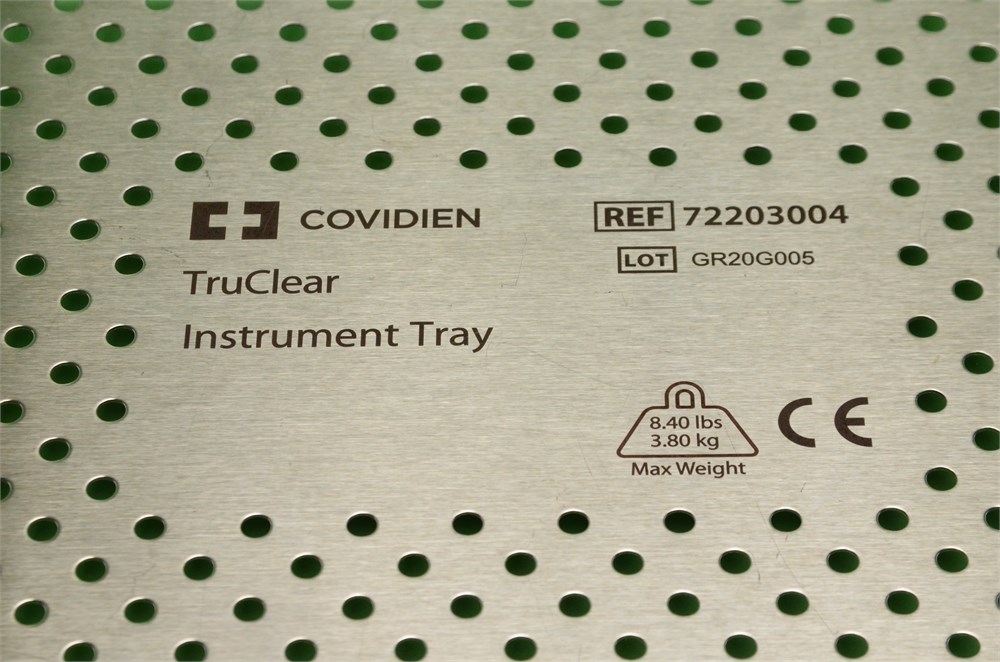 COVIDIEN
TruClear
Instrument Tray
REF 72203004
LOT GR20G005
8.40 lbs
3.80 kg
Max Weight
CE